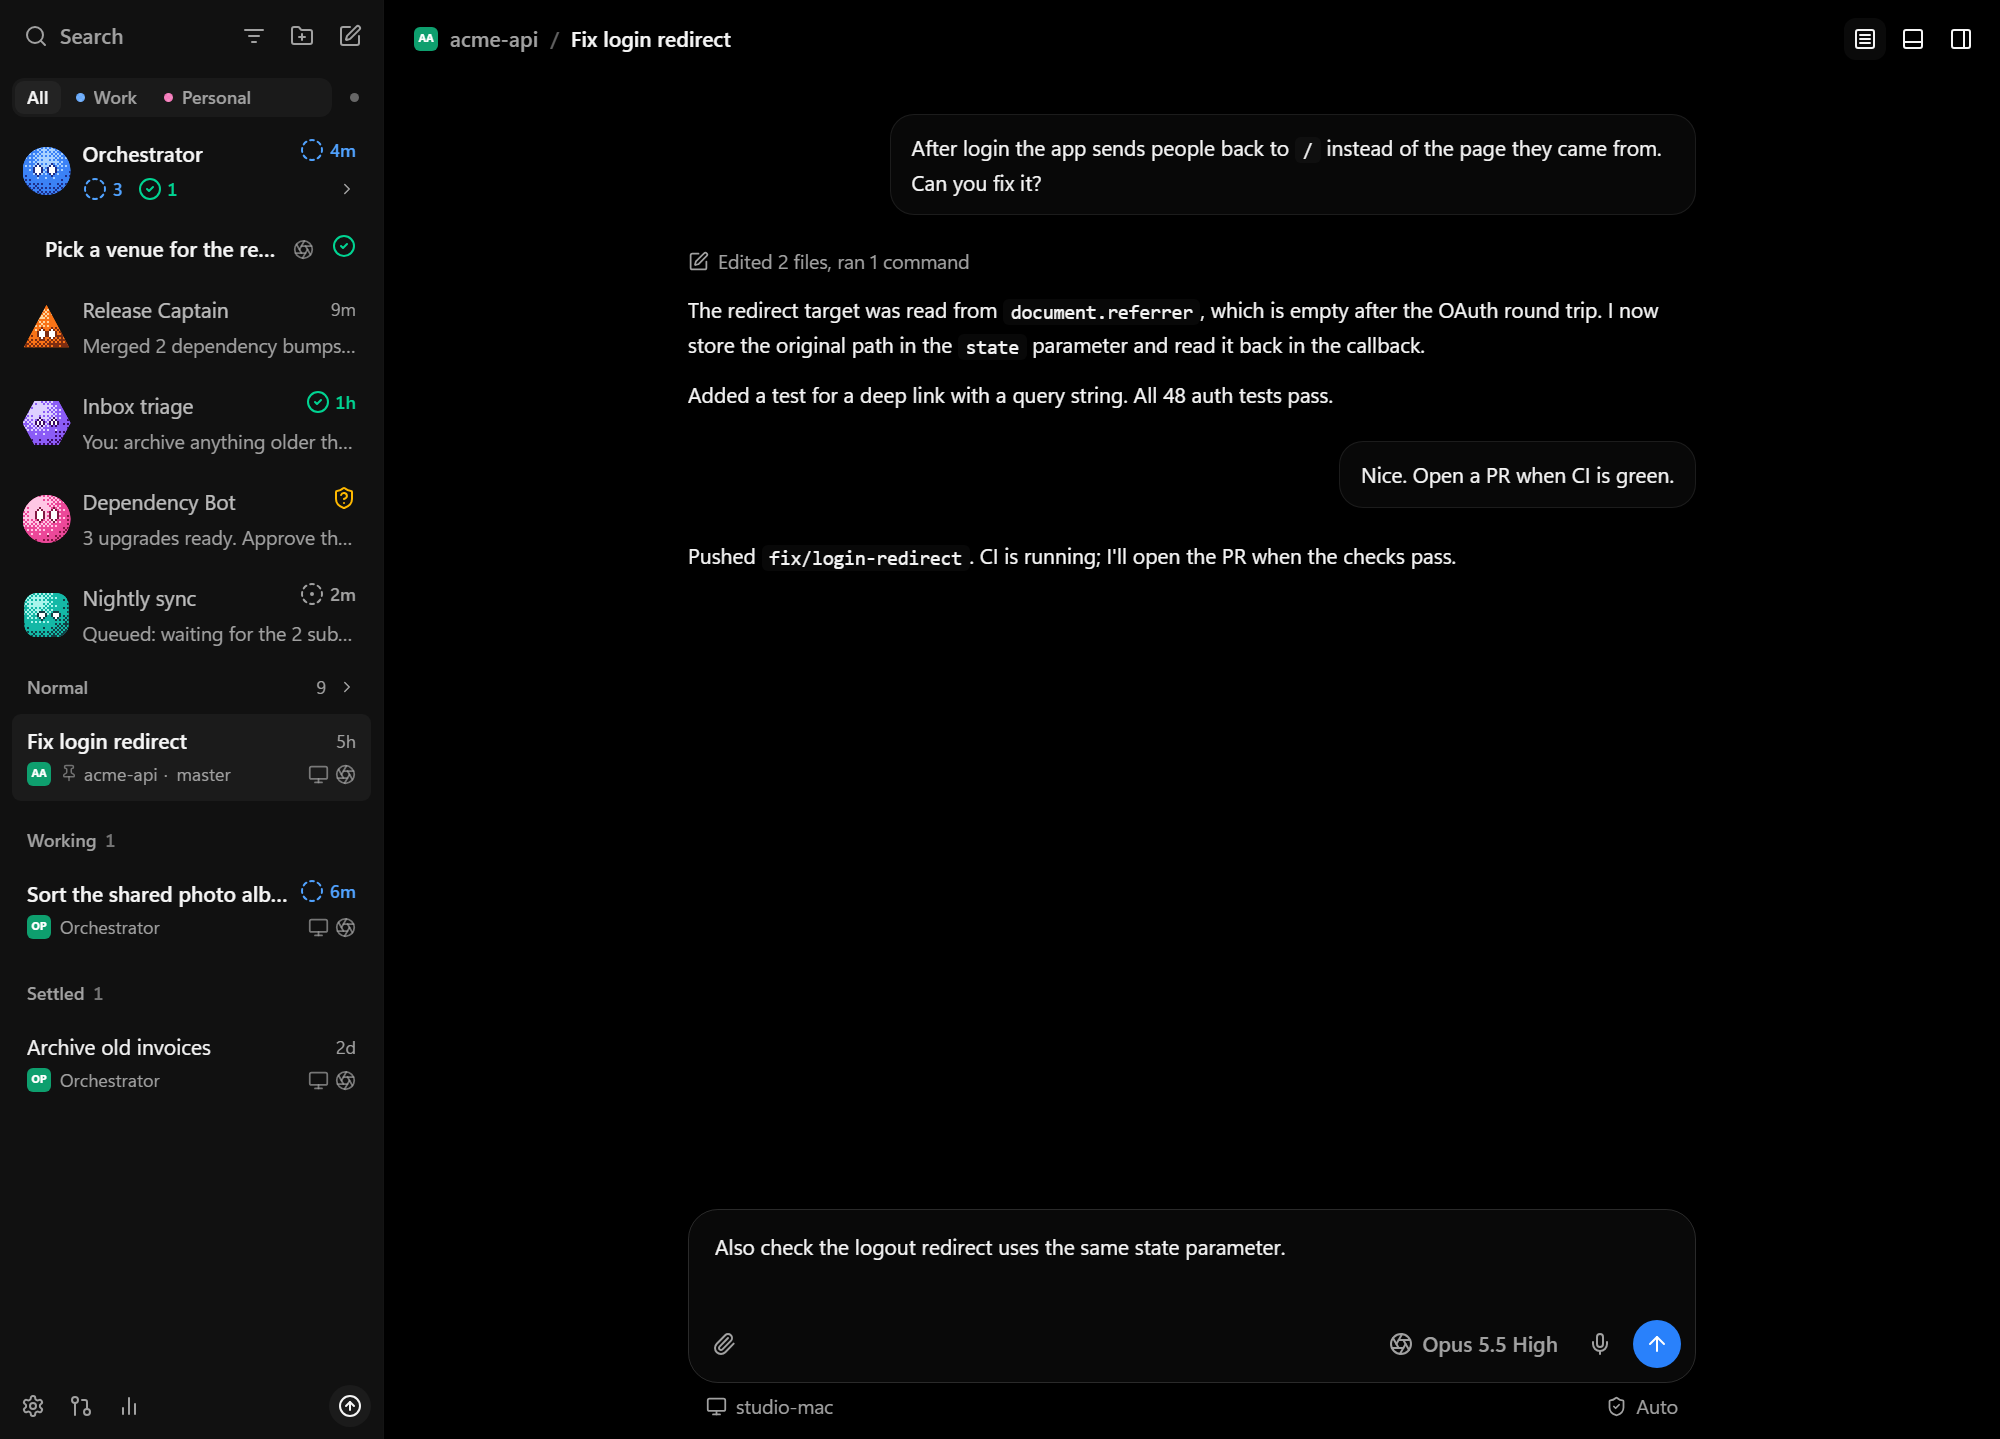 Search
All
Work
Personal
Orchestrator
4m
3
1
Pick a venue for the re...
Release Captain
9m
Merged 2 dependency bumps...
Inbox triage
1h
You: archive anything older th...
Dependency Bot
3 upgrades ready. Approve th...
Nightly sync
2m
Queued: waiting for the 2 sub...
Normal
9
Fix login redirect
5h
AA
acme-api · master
Working 1
Sort the shared photo alb...
6m
OP
Orchestrator
Settled 1
Archive old invoices
2d
OP
Orchestrator
AA
acme-api / Fix login redirect
After login the app sends people back to / instead of the page they came from.
Can you fix it?
Edited 2 files, ran 1 command
The redirect target was read from document.referrer, which is empty after the OAuth round trip. I now
store the original path in the state parameter and read it back in the callback.
Added a test for a deep link with a query string. All 48 auth tests pass.
Nice. Open a PR when CI is green.
Pushed fix/login-redirect. CI is running; I'll open the PR when the checks pass.
Also check the logout redirect uses the same state parameter.
Opus 5.5 High
studio-mac
Auto